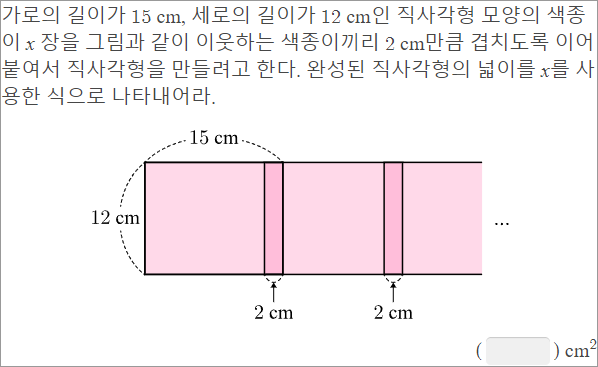 가로의 길이가 15 cm, 세로의 길이가 12 cm인 직사각형 모양의 색종
이 x 장을 그림과 같이 이웃하는 색종이끼리 2 cm만큼 겹치도록 이어
붙여서 직사각형을 만들려고 한다. 완성된 직사각형의 넓이를 x를 사
용한 식으로 나타내어라.
15 cm
12 cm
...
2 cm
2 cm
( ) cm²